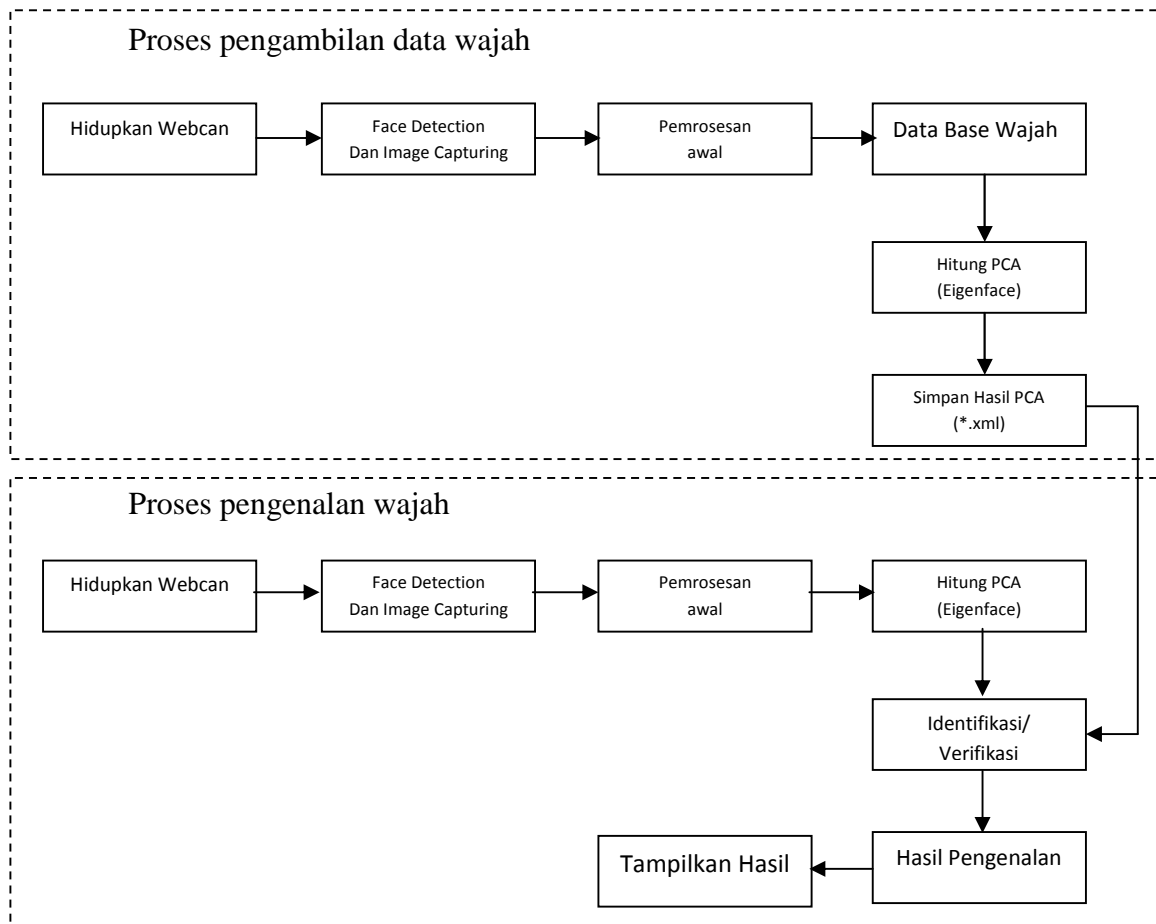 Proses pengambilan data wajah
Hidupkan Webcan
Face Detection
Dan Image Capturing
Pemrosesan
awal
Data Base Wajah
Hitung PCA
(Eigenface)
Simpan Hasil PCA
(*.xml)
Proses pengenalan wajah
Hidupkan Webcan
Face Detection
Dan Image Capturing
Pemrosesan
awal
Hitung PCA
(Eigenface)
Identifikasi/
Verifikasi
Hasil Pengenalan
Tampilkan Hasil